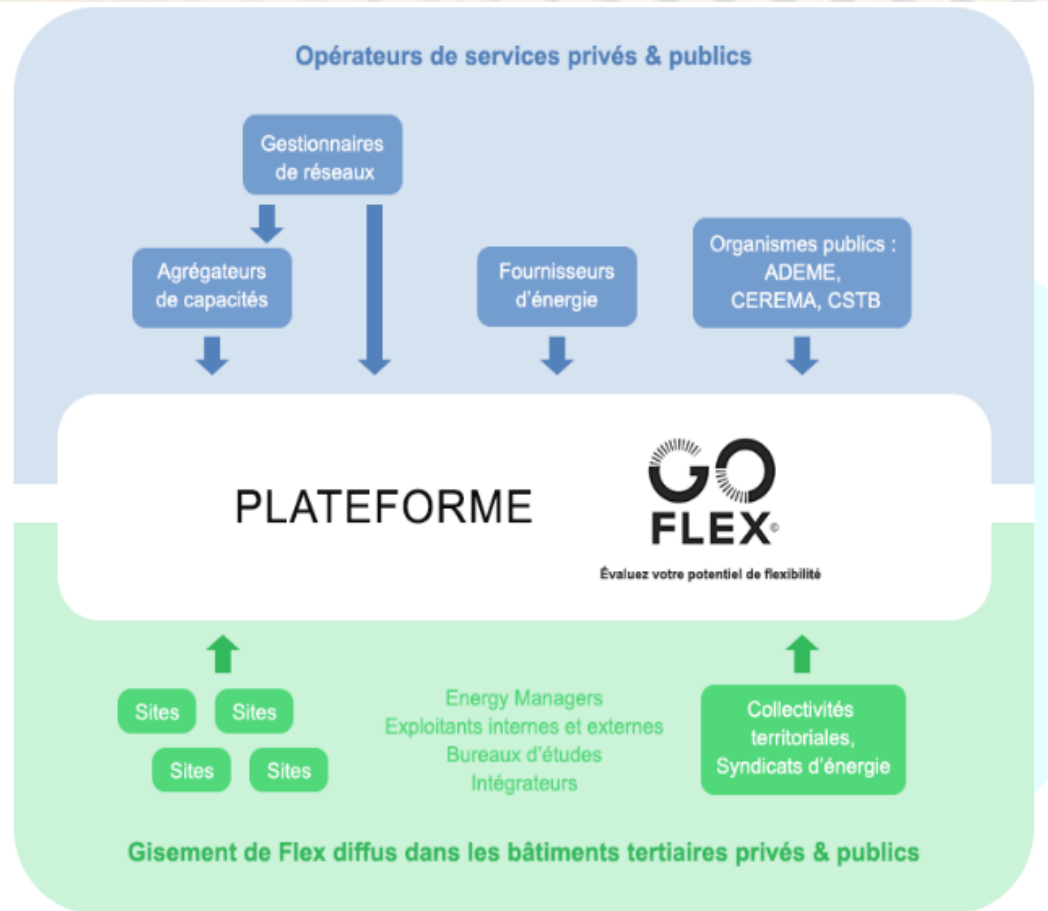 Opérateurs de services privés & publics
Gestionnaires
de réseaux
Agrégateurs
de capacités
Fournisseurs
d'énergie
Organismes publics :
ADEME,
CEREMA, CSTB
PLATEFORME
GO
FLEX©
Évaluez votre potentiel de flexibilité
Sites
Sites
Sites
Sites
Energy Managers
Exploitants internes et externes
Bureaux d'études
Intégrateurs
Collectivités
territoriales,
Syndicats d'énergie
Gisement de Flex diffus dans les bâtiments tertiaires privés & publics